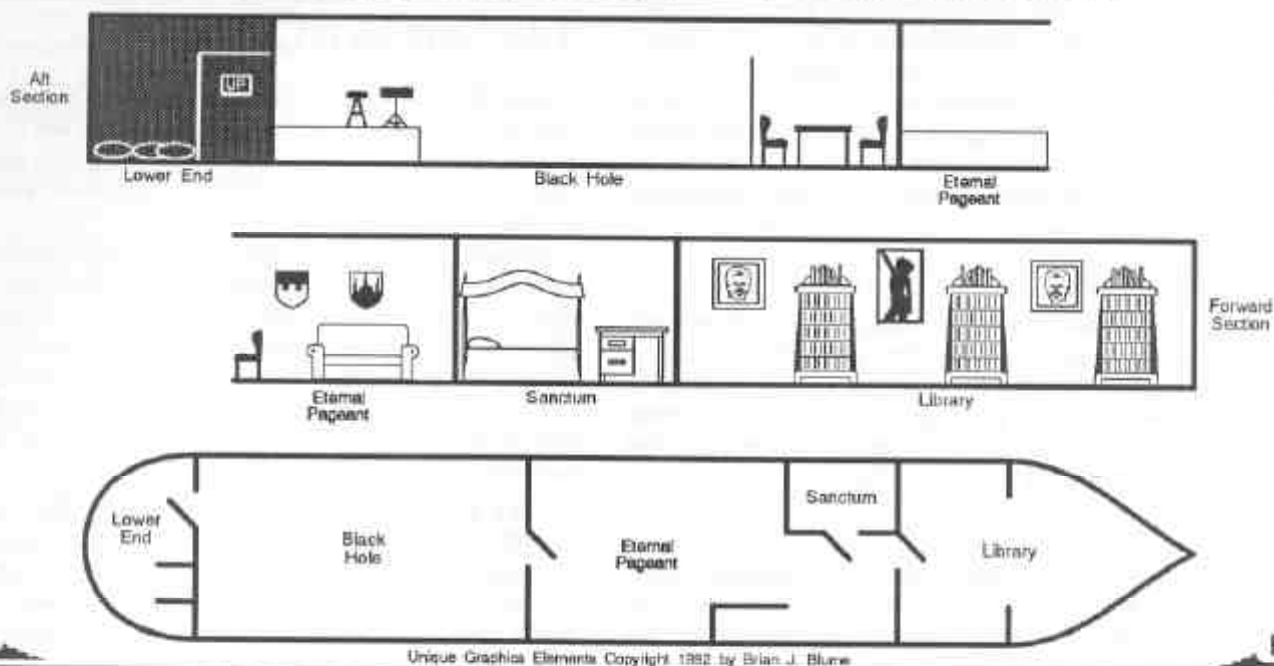 Aft
Section
UP
Lower End
Black Hole
Eternal
Pageant
Forward
Section
Eternal
Pageant
Sanctum
Library
Lower
End
Black
Hole
Eternal
Pageant
Sanctum
Library
Unique Graphics Elements Copyright 1992 by Brian J. Blume